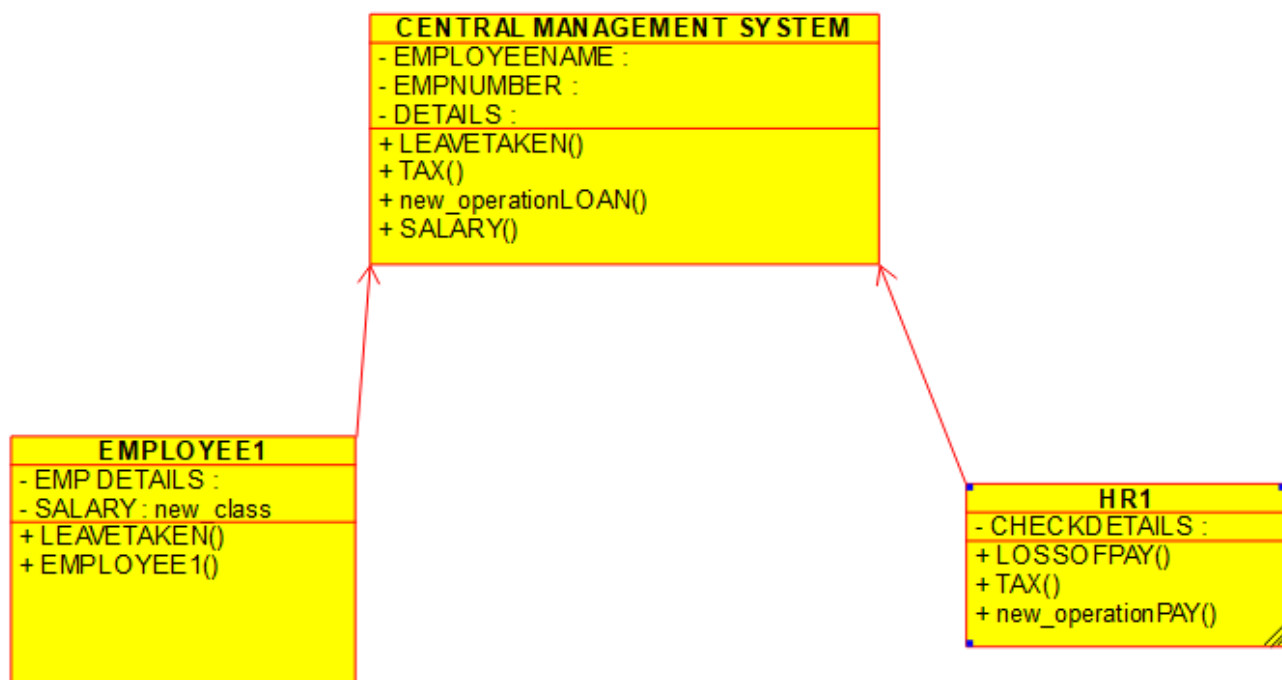 CENTRAL MANAGEMENT SYSTEM
- EMPLOYEENAME :
- EMPNUMBER :
- DETAILS :
+ LEAVETAKEN()
+ TAX()
+ new_operationLOAN()
+ SALARY()
EMPLOYEE1
- EMP DETAILS :
- SALARY : new_class
+ LEAVETAKEN()
+ EMPLOYEE1()
HR1
- CHECKDETAILS :
+ LOSSOFPAY()
+ TAX()
+ new_operationPAY()